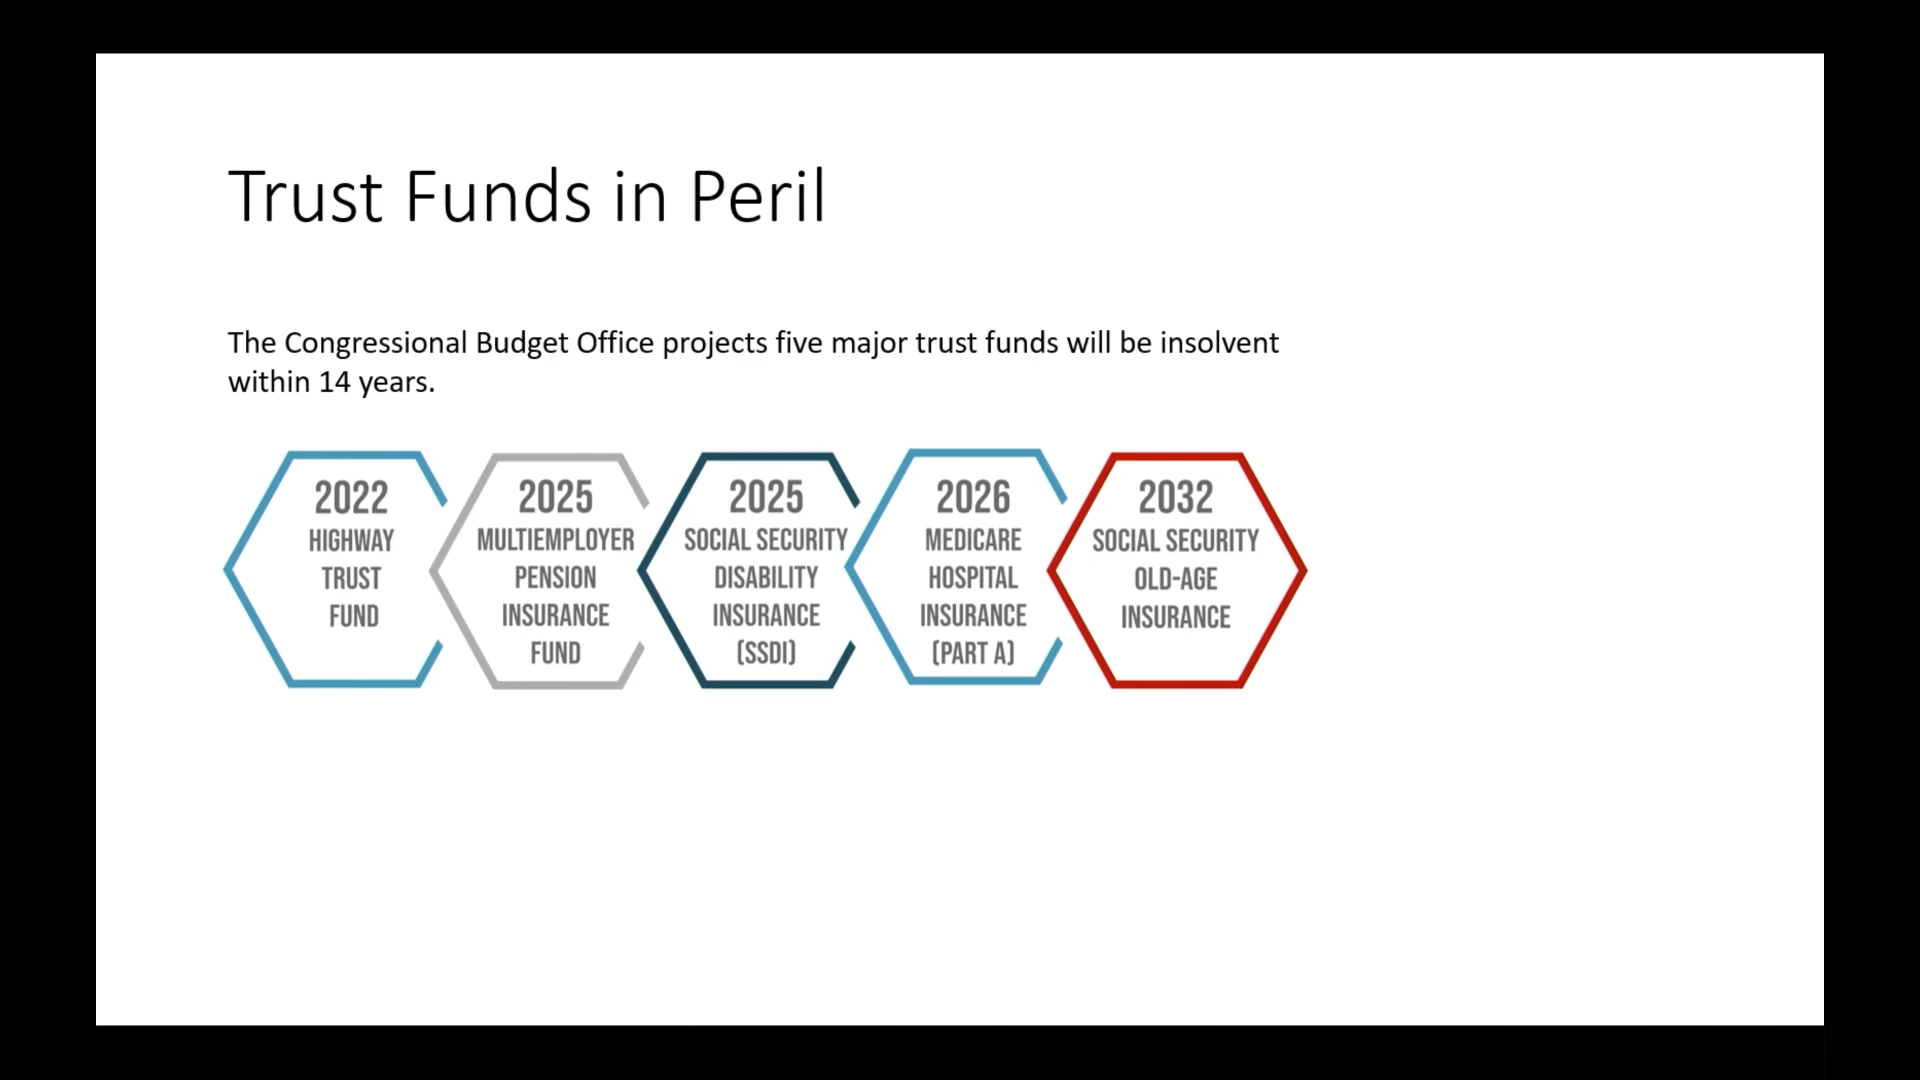 Trust Funds in Peril
The Congressional Budget Office projects five major trust funds will be insolvent
within 14 years.
2022
HIGHWAY
TRUST
FUND
2025
MULTIEMPLOYER
PENSION
INSURANCE
FUND
2025
SOCIAL SECURITY
DISABILITY
INSURANCE
(SSDI)
2026
MEDICARE
HOSPITAL
INSURANCE
(PART A)
2032
SOCIAL SECURITY
OLD-AGE
INSURANCE